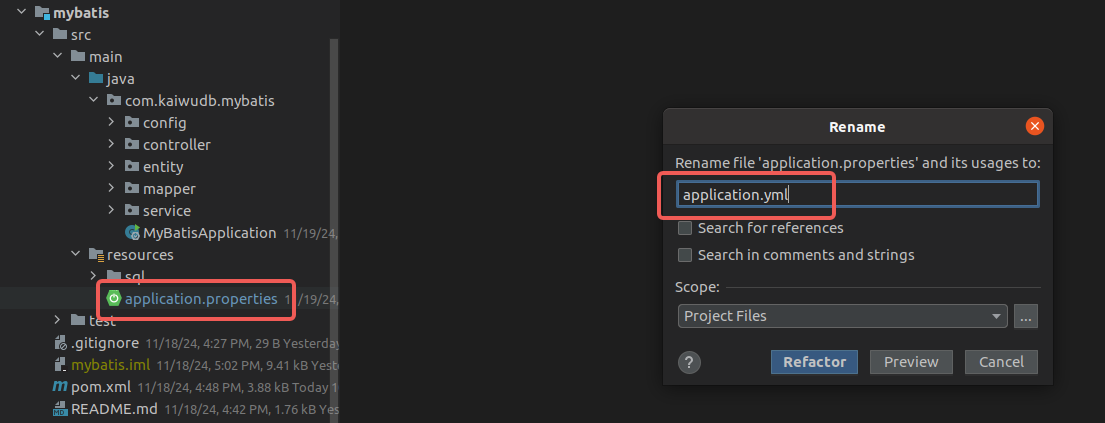 mybatis
src
main
java
com.kaiwudb.mybatis
config
controller
entity
mapper
service
MyBatisApplication 11/19/24,
resources
sql
application.properties 11/19/24,
test
.gitignore 11/18/24, 4:27 PM, 29 B Yesterday
mybatis.iml 11/18/24, 5:02 PM, 9.41 kB Yest
pom.xml 11/18/24, 4:48 PM, 3.88 kB Today 1
README.md 11/18/24, 4:42 PM, 1.76 kB Yest
Rename
Rename file 'application.properties' and its usages to:
application.yml
Search for references
Search in comments and strings
Scope:
Project Files
...
? Refactor Preview Cancel